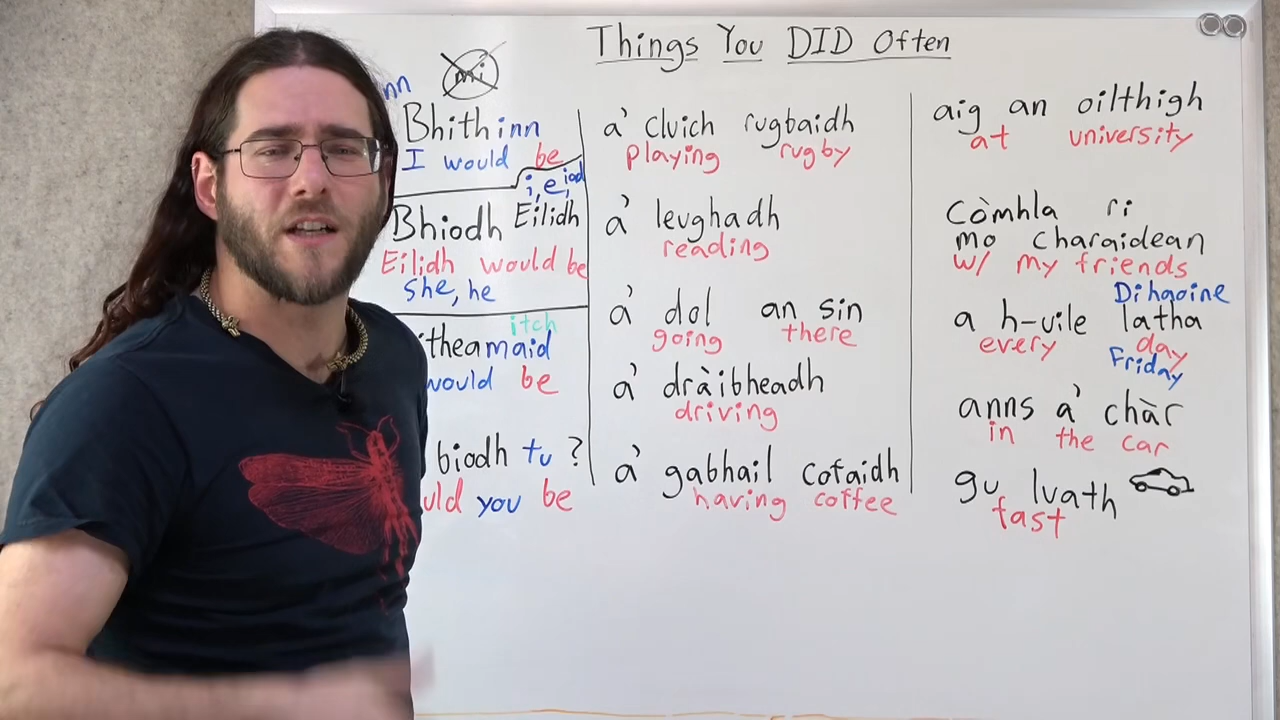 Things You DID Often
nn
mi
Bhithinn
I would be
i, e, iad
Bhiodh Eilidh
Eilidh would be
she, he
itch
itheamaid
would be
biodh tu ?
uld you be
a' cluich rugbaidh
playing rugby
a' leughadh
reading
a' dol an sin
going there
a' dràibheadh
driving
a' gabhail cofaidh
having coffee
aig an oilthigh
at university
Còmhla ri
mo charaidean
w/ my friends
Dihaoine
a h-uile latha
every day
Friday
anns a' chàr
in the car
gu luath
fast